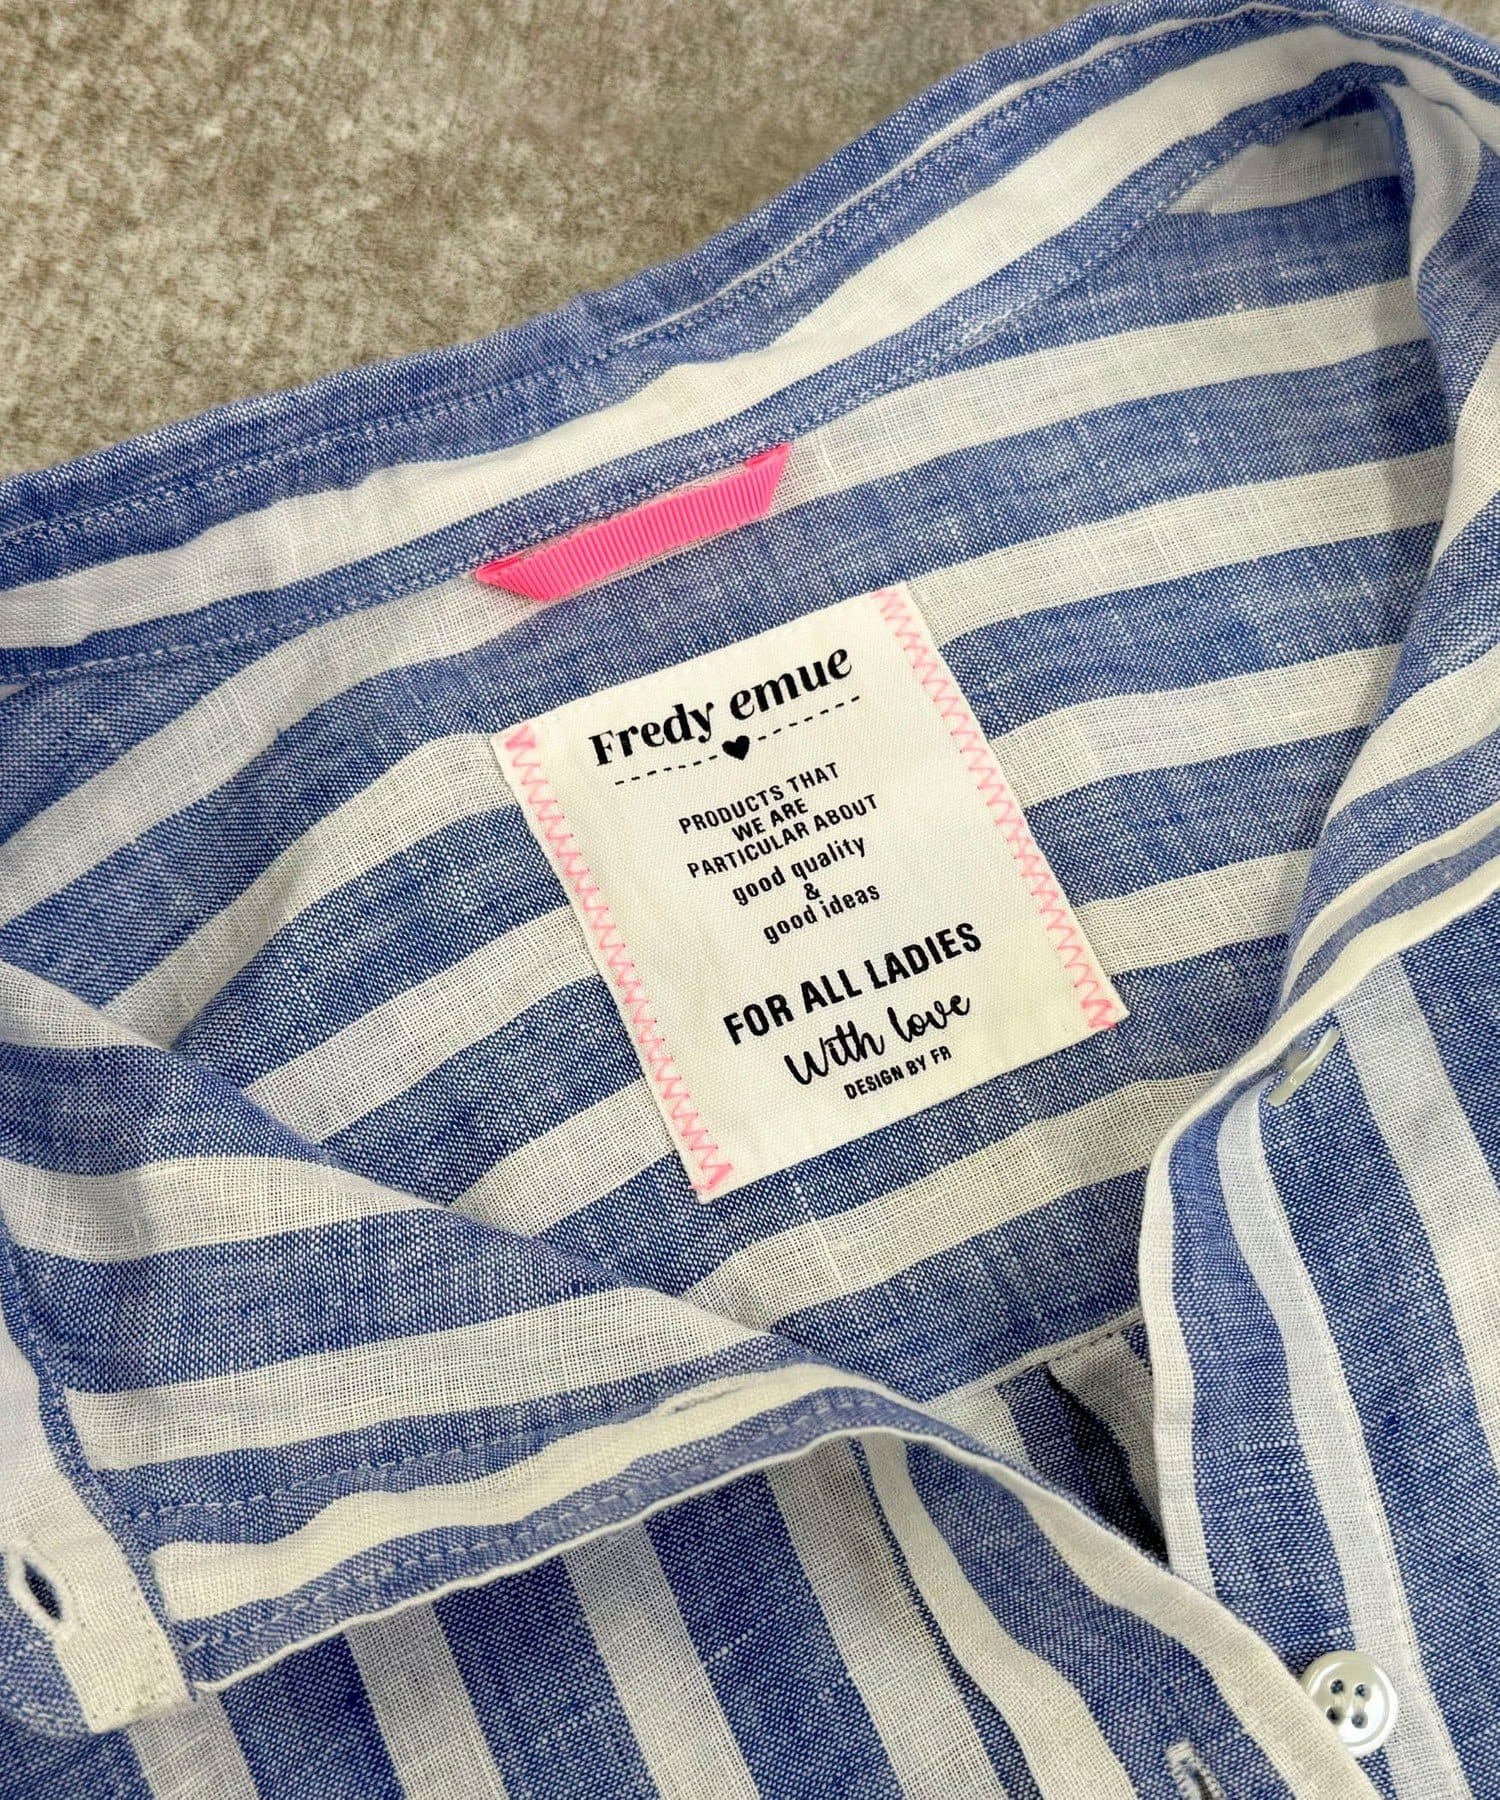 Fredy emue
PRODUCTS THAT
WE ARE
PARTICULAR ABOUT
good quality
&
good ideas
FOR ALL LADIES
With love
DESIGN BY FR